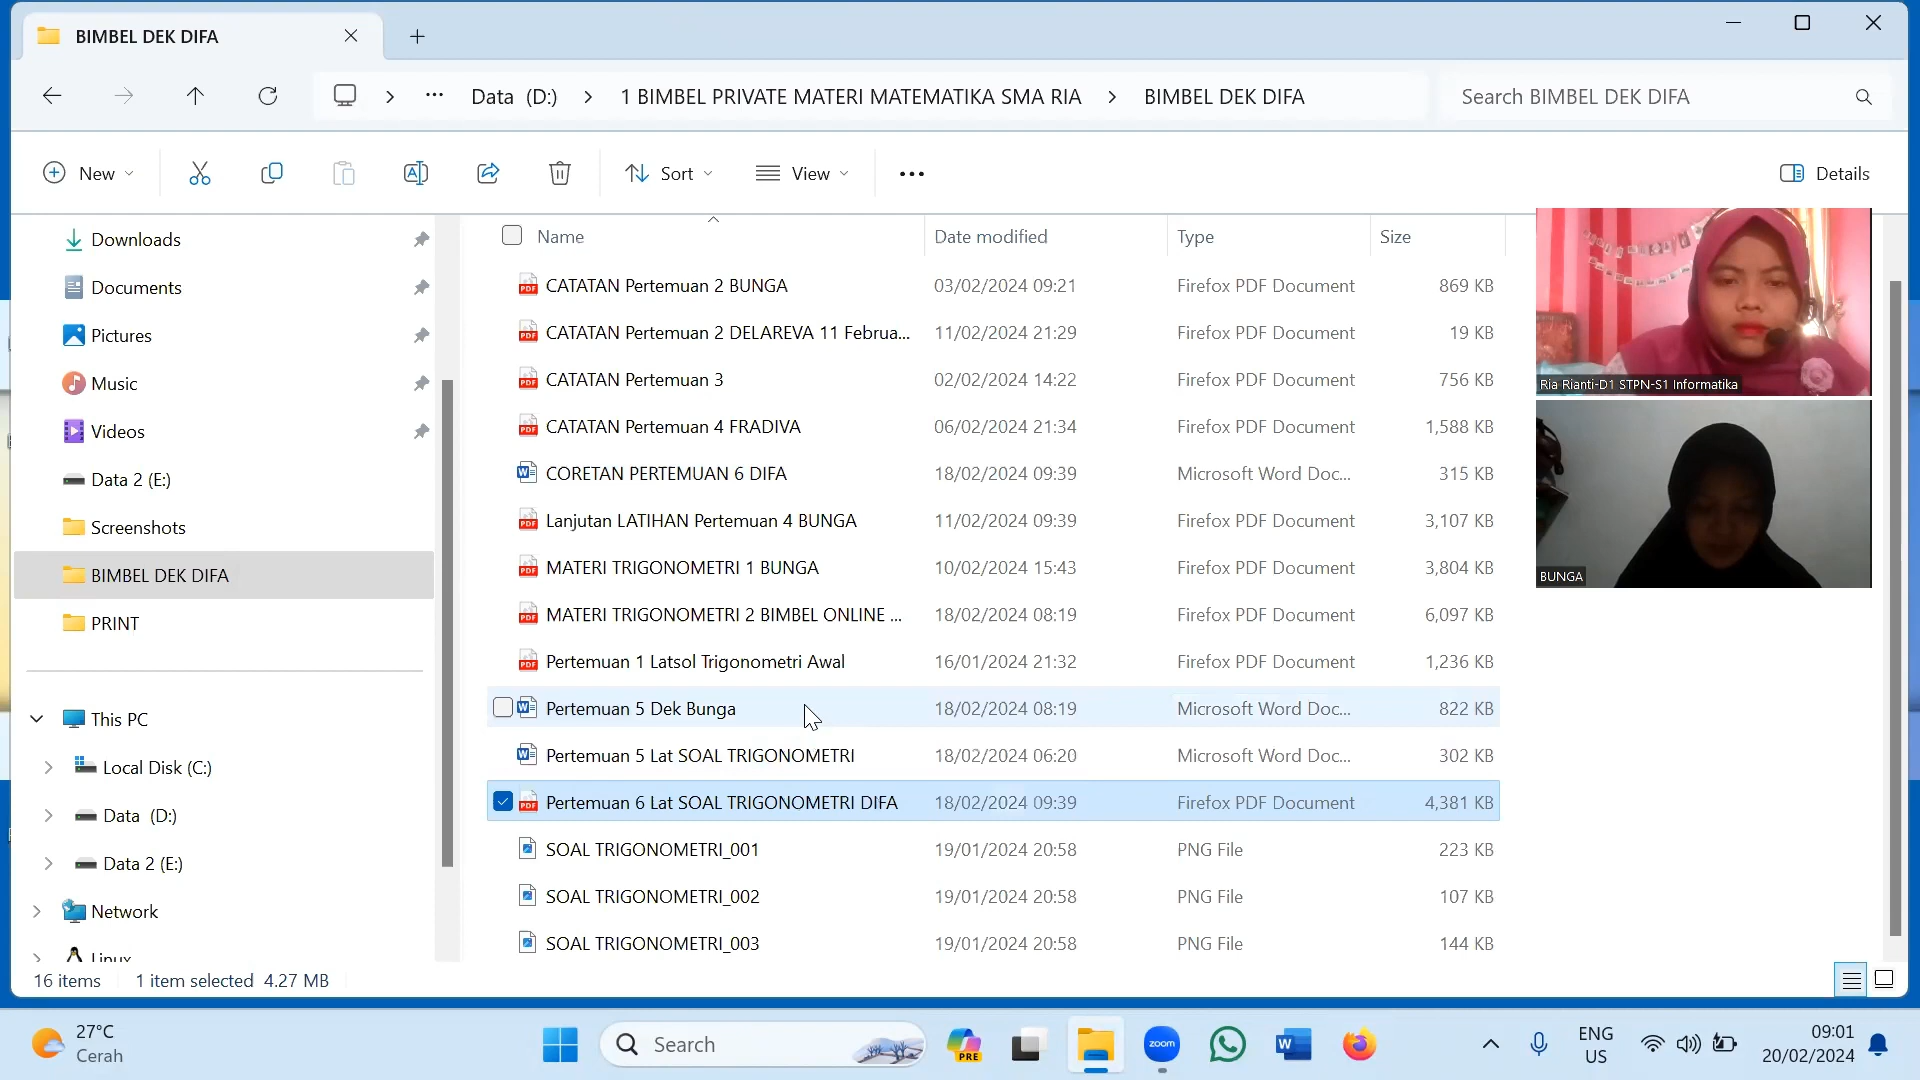 BIMBEL DEK DIFA
Data (D:) 1 BIMBEL PRIVATE MATERI MATEMATIKA SMA RIA BIMBEL DEK DIFA
Search BIMBEL DEK DIFA
New Sort View Details
Downloads
Documents
Pictures
Music
Videos
Data 2 (E:)
Screenshots
BIMBEL DEK DIFA
PRINT
This PC
Local Disk (C:)
Data (D:)
Data 2 (E:)
Network
Linux
Name Date modified Type Size
CATATAN Pertemuan 2 BUNGA 03/02/2024 09:21 Firefox PDF Document 869 KB
CATATAN Pertemuan 2 DELAREVA 11 Februa... 11/02/2024 21:29 Firefox PDF Document 19 KB
CATATAN Pertemuan 3 02/02/2024 14:22 Firefox PDF Document 756 KB
CATATAN Pertemuan 4 FRADIVA 06/02/2024 21:34 Firefox PDF Document 1,588 KB
CORETAN PERTEMUAN 6 DIFA 18/02/2024 09:39 Microsoft Word Doc... 315 KB
Lanjutan LATIHAN Pertemuan 4 BUNGA 11/02/2024 09:39 Firefox PDF Document 3,107 KB
MATERI TRIGONOMETRI 1 BUNGA 10/02/2024 15:43 Firefox PDF Document 3,804 KB
MATERI TRIGONOMETRI 2 BIMBEL ONLINE ... 18/02/2024 08:19 Firefox PDF Document 6,097 KB
Pertemuan 1 Latsol Trigonometri Awal 16/01/2024 21:32 Firefox PDF Document 1,236 KB
Pertemuan 5 Dek Bunga 18/02/2024 08:19 Microsoft Word Doc... 822 KB
Pertemuan 5 Lat SOAL TRIGONOMETRI 18/02/2024 06:20 Microsoft Word Doc... 302 KB
Pertemuan 6 Lat SOAL TRIGONOMETRI DIFA 18/02/2024 09:39 Firefox PDF Document 4,381 KB
SOAL TRIGONOMETRI_001 19/01/2024 20:58 PNG File 223 KB
SOAL TRIGONOMETRI_002 19/01/2024 20:58 PNG File 107 KB
SOAL TRIGONOMETRI_003 19/01/2024 20:58 PNG File 144 KB
Ria Rianti-D1 STPN-S1 Informatika
BUNGA
16 items 1 item selected 4.27 MB
27°C
Cerah
Search
PRE
zoom
ENG
US
09:01
20/02/2024